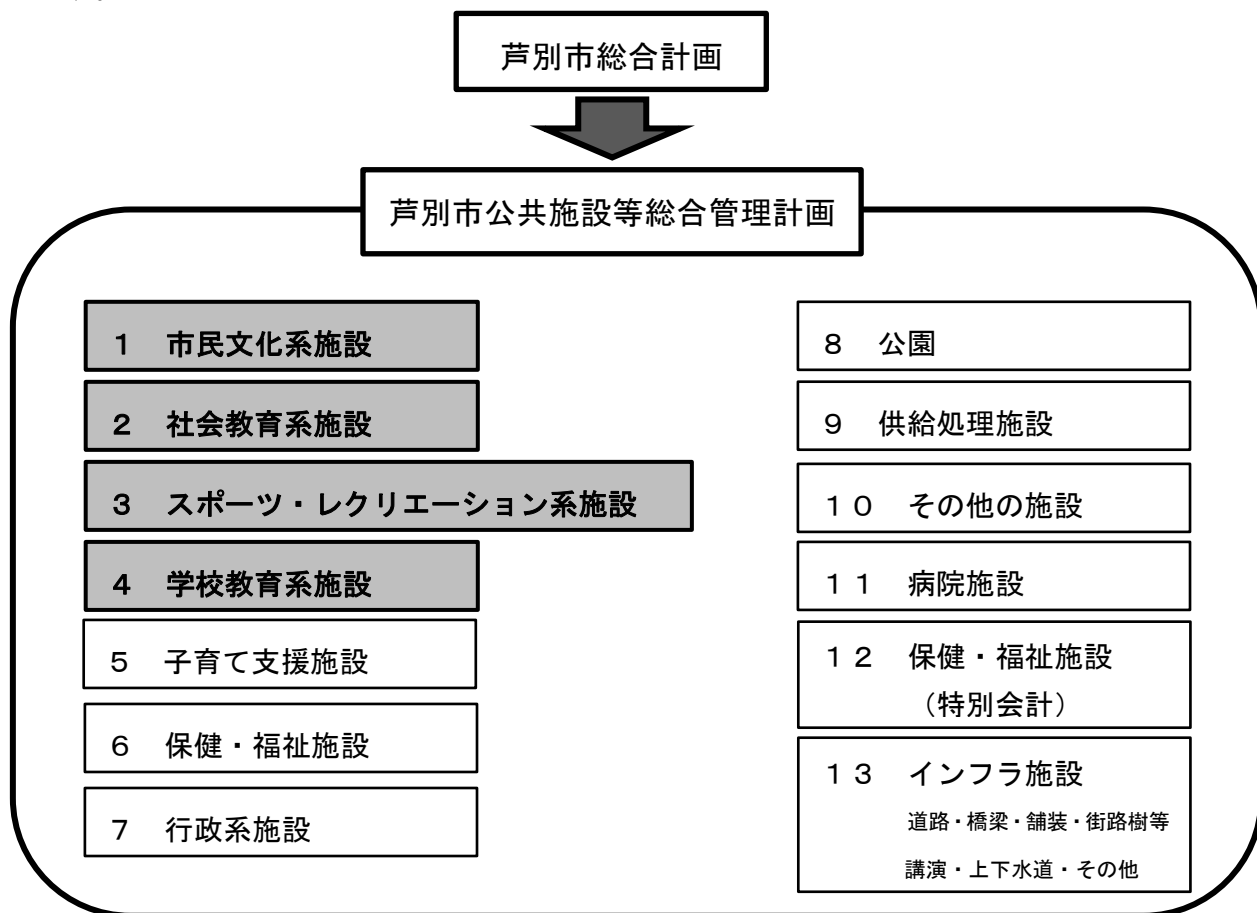 芦別市総合計画
芦別市公共施設等総合管理計画
1 市民文化系施設
2 社会教育系施設
3 スポーツ・レクリエーション系施設
4 学校教育系施設
5 子育て支援施設
6 保健・福祉施設
7 行政系施設
8 公園
9 供給処理施設
10 その他の施設
11 病院施設
12 保健・福祉施設
（特別会計）
13 インフラ施設
道路・橋梁・舗装・街路樹等
講演・上下水道・その他